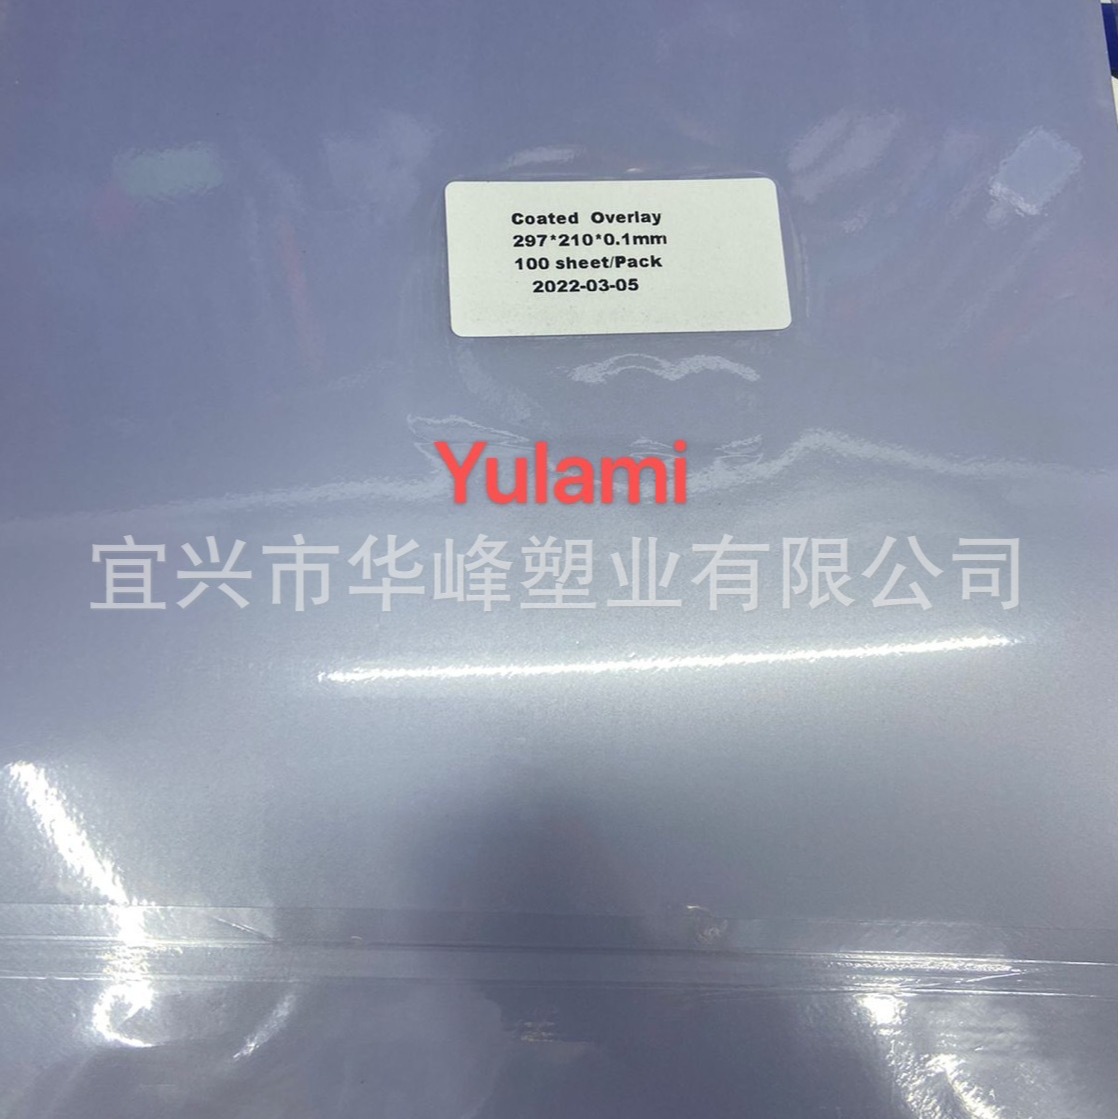 Coated Overlay
297*210*0.1mm
100 sheet/Pack
2022-03-05
Yulami
宜兴市华峰塑业有限公司